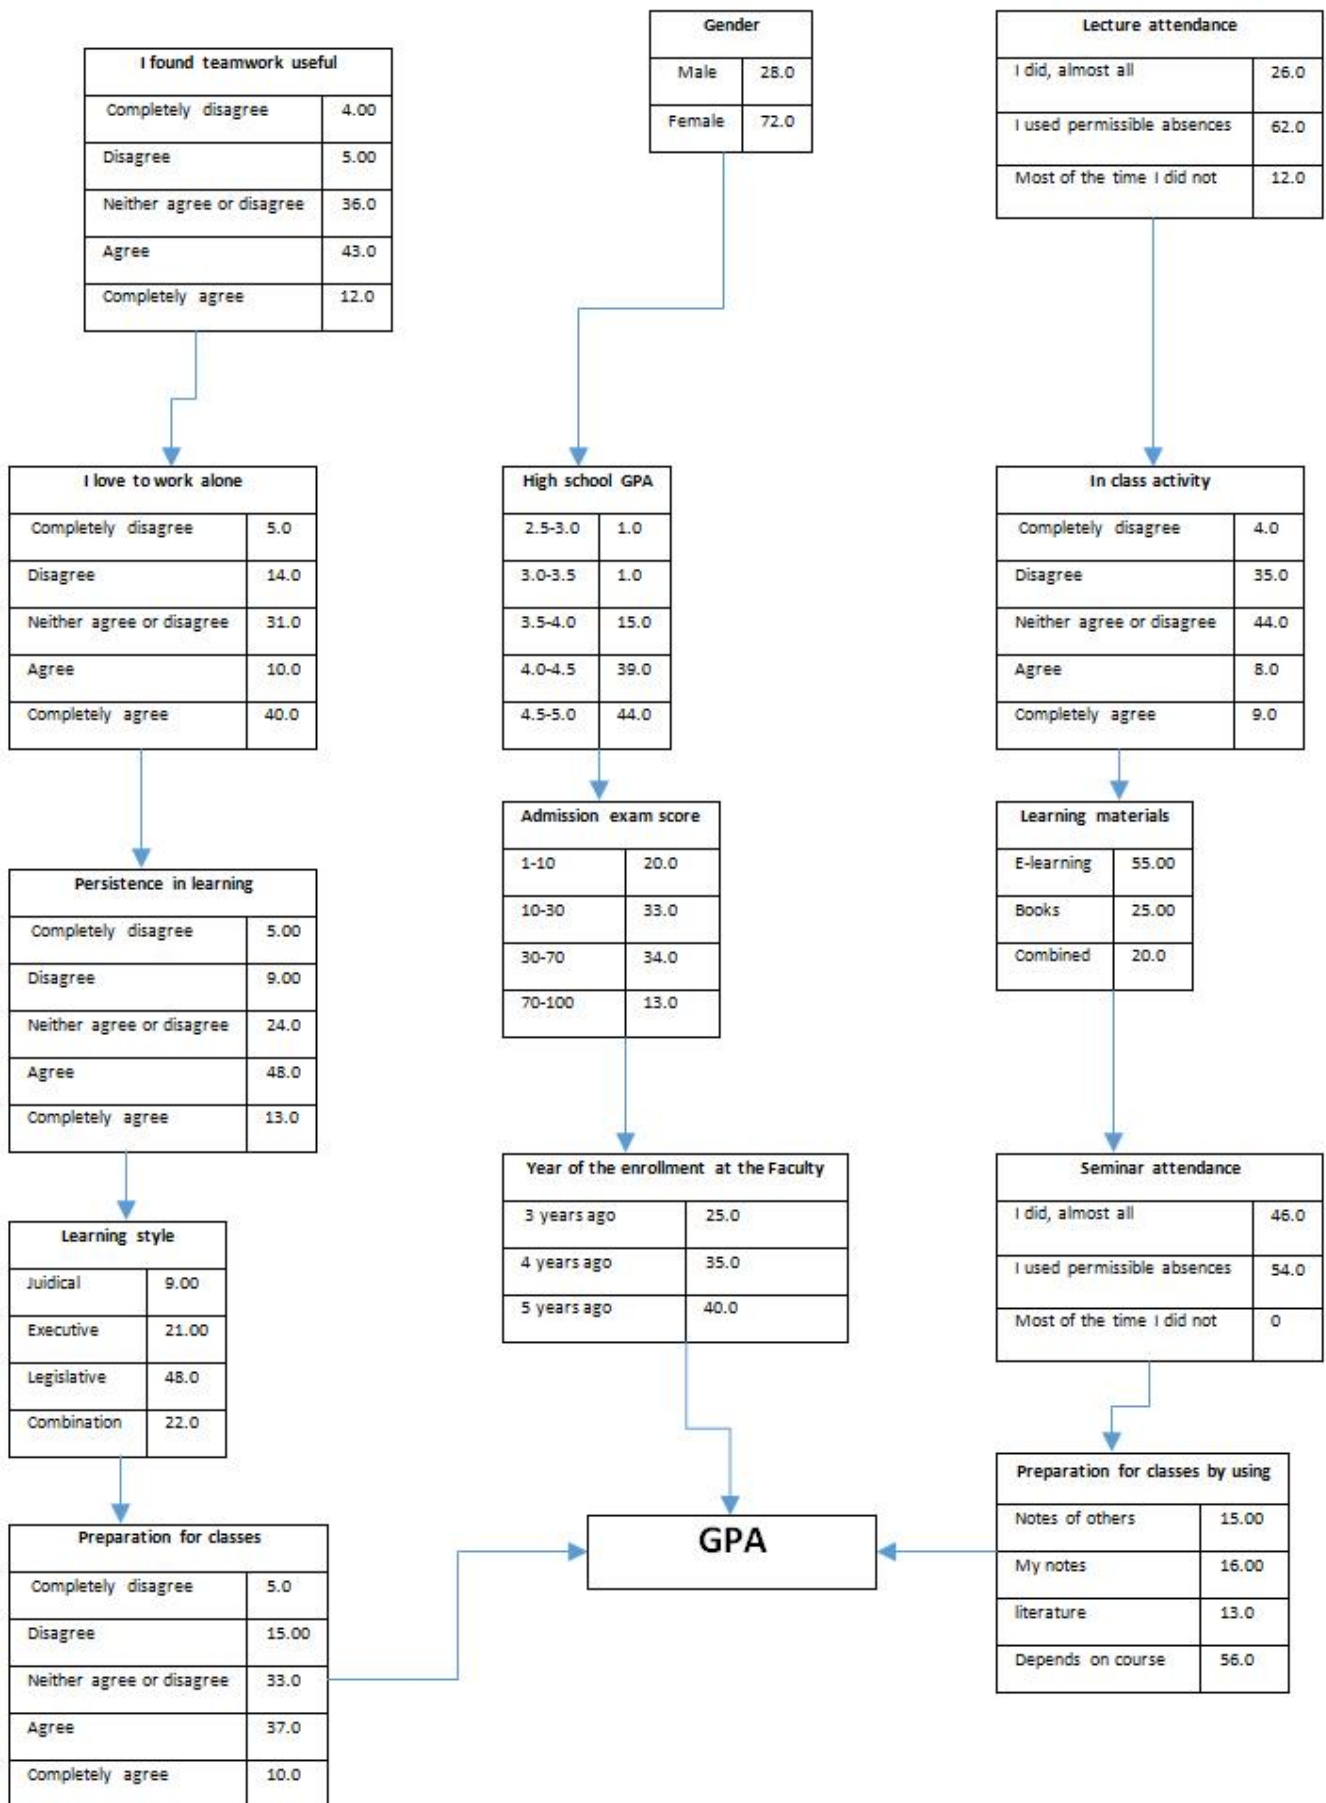 I found teamwork useful
Completely disagree 4.00
Disagree 5.00
Neither agree or disagree 36.0
Agree 43.0
Completely agree 12.0
Gender
Male 28.0
Female 72.0
Lecture attendance
I did, almost all 26.0
I used permissible absences 62.0
Most of the time I did not 12.0
I love to work alone
Completely disagree 5.0
Disagree 14.0
Neither agree or disagree 31.0
Agree 10.0
Completely agree 40.0
High school GPA
2.5-3.0 1.0
3.0-3.5 1.0
3.5-4.0 15.0
4.0-4.5 39.0
4.5-5.0 44.0
In class activity
Completely disagree 4.0
Disagree 35.0
Neither agree or disagree 44.0
Agree 8.0
Completely agree 9.0
Persistence in learning
Completely disagree 5.00
Disagree 9.00
Neither agree or disagree 24.0
Agree 48.0
Completely agree 13.0
Admission exam score
1-10 20.0
10-30 33.0
30-70 34.0
70-100 13.0
Learning materials
E-learning 55.00
Books 25.00
Combined 20.0
Learning style
Juidical 9.00
Executive 21.00
Legislative 48.0
Combination 22.0
Year of the enrollment at the Faculty
3 years ago 25.0
4 years ago 35.0
5 years ago 40.0
Seminar attendance
I did, almost all 46.0
I used permissible absences 54.0
Most of the time I did not 0
Preparation for classes
Completely disagree 5.0
Disagree 15.00
Neither agree or disagree 33.0
Agree 37.0
Completely agree 10.0
GPA
Preparation for classes by using
Notes of others 15.00
My notes 16.00
literature 13.0
Depends on course 56.0